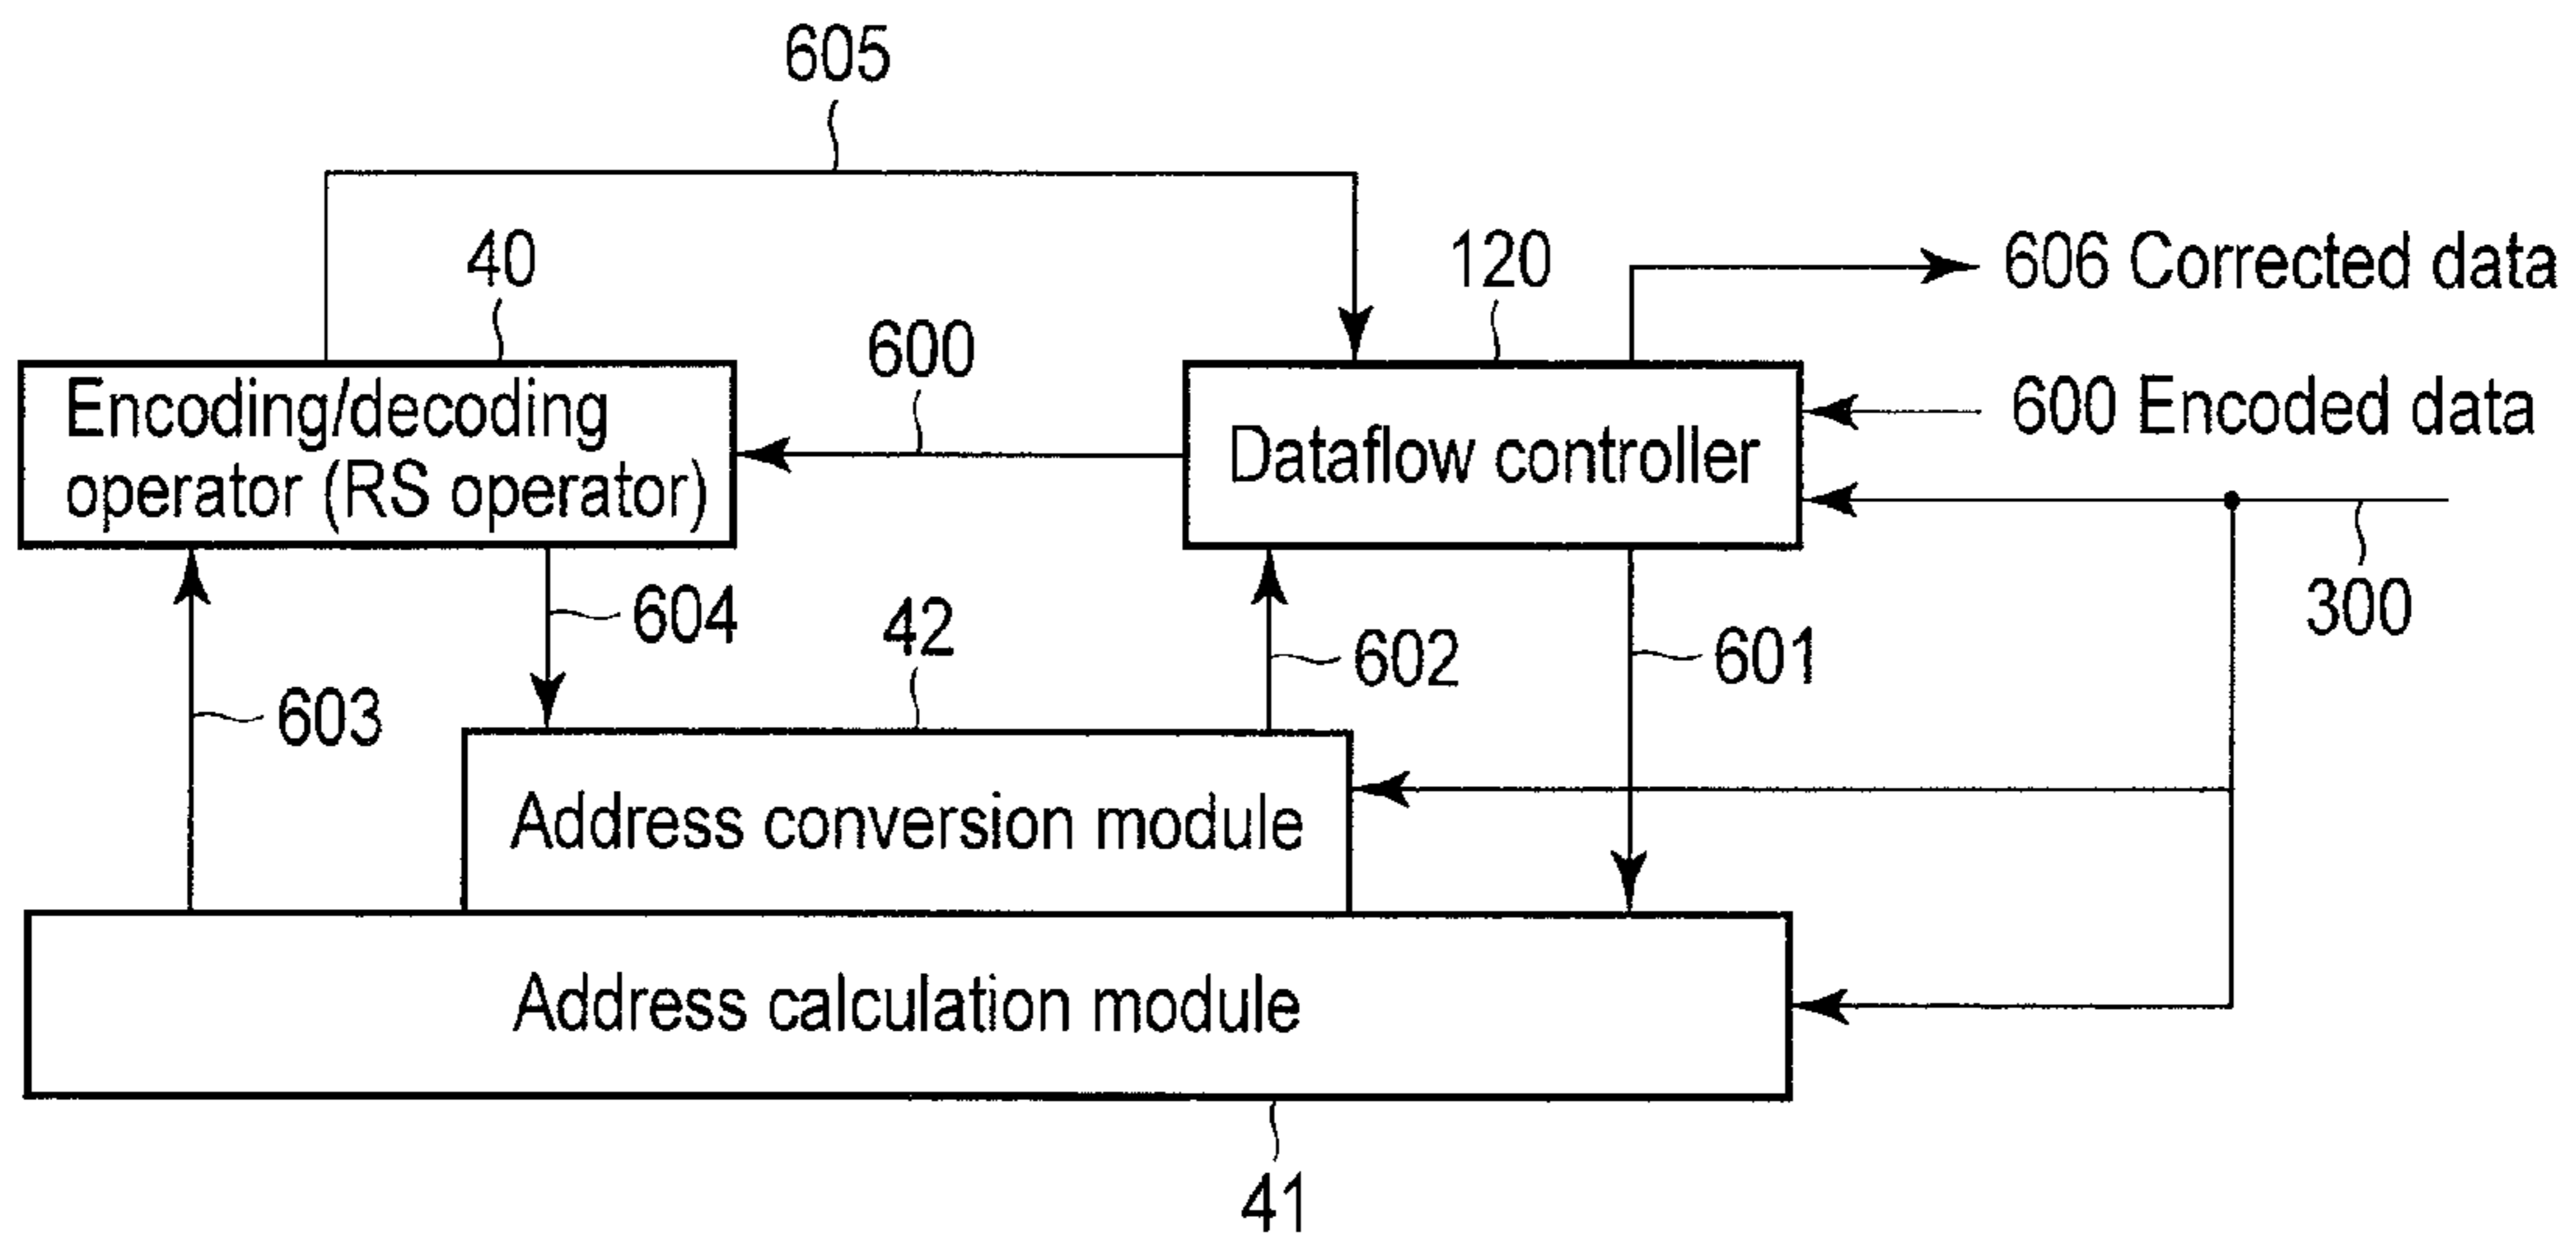 605
40
120
606 Corrected data
600
600 Encoded data
Encoding/decoding
operator (RS operator)
Dataflow controller
300
604
42
602
601
603
Address conversion module
Address calculation module
41